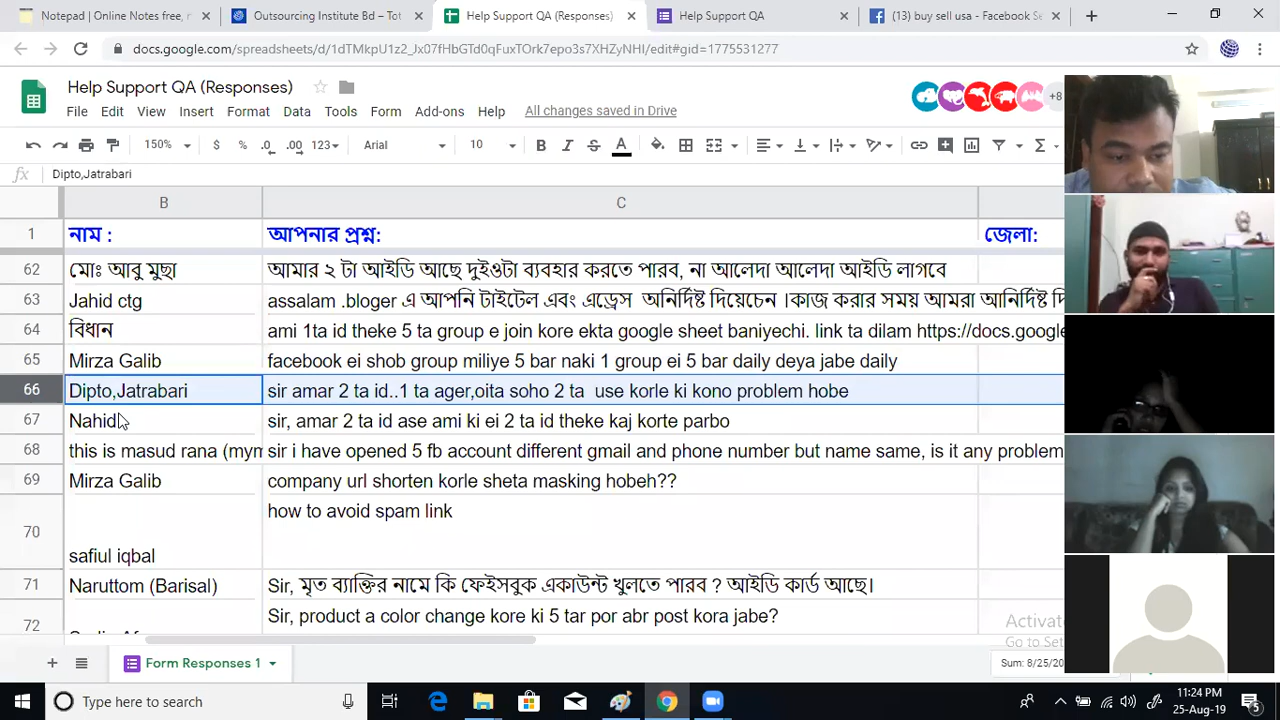 Notepad | Online Notes free,
Outsourcing Institute Bd – To
Help Support QA (Responses)
Help Support QA
(13) buy sell usa - Facebook Se
docs.google.com/spreadsheets/d/1dTMkpU1z2_Jx07fHbGTd0qFuxTOrk7epo3s7XHZyNHI/edit#gid=1775531277
Help Support QA (Responses)
+8
File Edit View Insert Format Data Tools Form Add-ons Help All changes saved in Drive
150% $ % .0 .00 123 Arial 10 B I S A
fx Dipto,Jatrabari
B C
1 নাম : আপনার প্রশ্ন: জেলা:
62 মোঃ আবু মুছা আমার ২ টা আইডি আছে দুইওটা ব্যবহার করতে পারব, না আলেদা আলেদা আইডি লাগবে
63 Jahid ctg assalam .bloger এ আপনি টাইটেল এবং এড্রেস অনির্দিষ্ট দিয়েচেন ।কাজ করার সময় আমরা আনির্দিষ্ট দি
64 বিধান ami 1ta id theke 5 ta group e join kore ekta google sheet baniyechi. link ta dilam https://docs.google
65 Mirza Galib facebook ei shob group miliye 5 bar naki 1 group ei 5 bar daily deya jabe daily
66 Dipto,Jatrabari sir amar 2 ta id..1 ta ager,oita soho 2 ta use korle ki kono problem hobe
67 Nahid sir, amar 2 ta id ase ami ki ei 2 ta id theke kaj korte parbo
68 this is masud rana (mym sir i have opened 5 fb account different gmail and phone number but name same, is it any problem
69 Mirza Galib company url shorten korle sheta masking hobeh??
how to avoid spam link
70
safiul iqbal
71 Naruttom (Barisal) Sir, মৃত ব্যাক্তির নামে কি ফেইসবুক একাউন্ট খুলতে পারব ? আইডি কার্ড আছে।
72 Sir, product a color change kore ki 5 tar por abr post kora jabe?
Activat
Go to Set
Form Responses 1
Sum: 8/25/20
Type here to search
11:24 PM
25-Aug-19
5